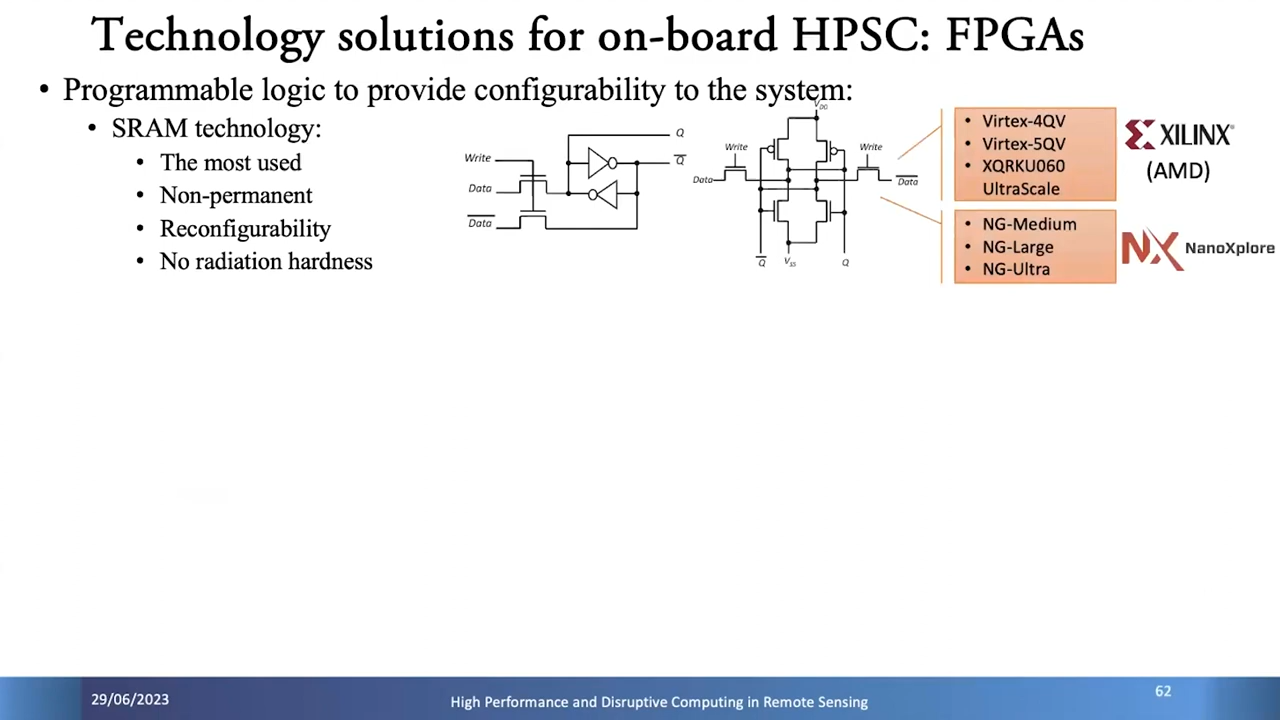 Technology solutions for on-board HPSC: FPGAs
• Programmable logic to provide configurability to the system:
• SRAM technology:
• The most used
• Non-permanent
• Reconfigurability
• No radiation hardness
Write
Data
Data
Q
Q
VDD
Write
Write
Data
Data
Q
VSS
Q
• Virtex-4QV
• Virtex-5QV
• XQRKU060
UltraScale
XILINX
(AMD)
• NG-Medium
• NG-Large
• NG-Ultra
NX NanoXplore
29/06/2023
High Performance and Disruptive Computing in Remote Sensing
62